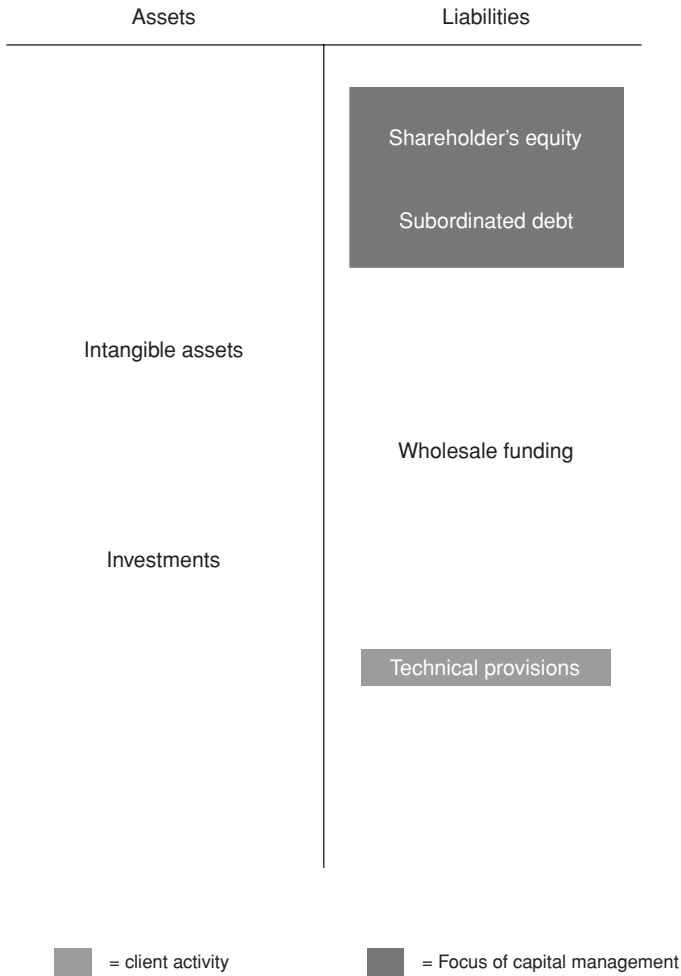 Assets
Liabilities
Shareholder's equity
Subordinated debt
Intangible assets
Wholesale funding
Investments
Technical provisions
= client activity
= Focus of capital management